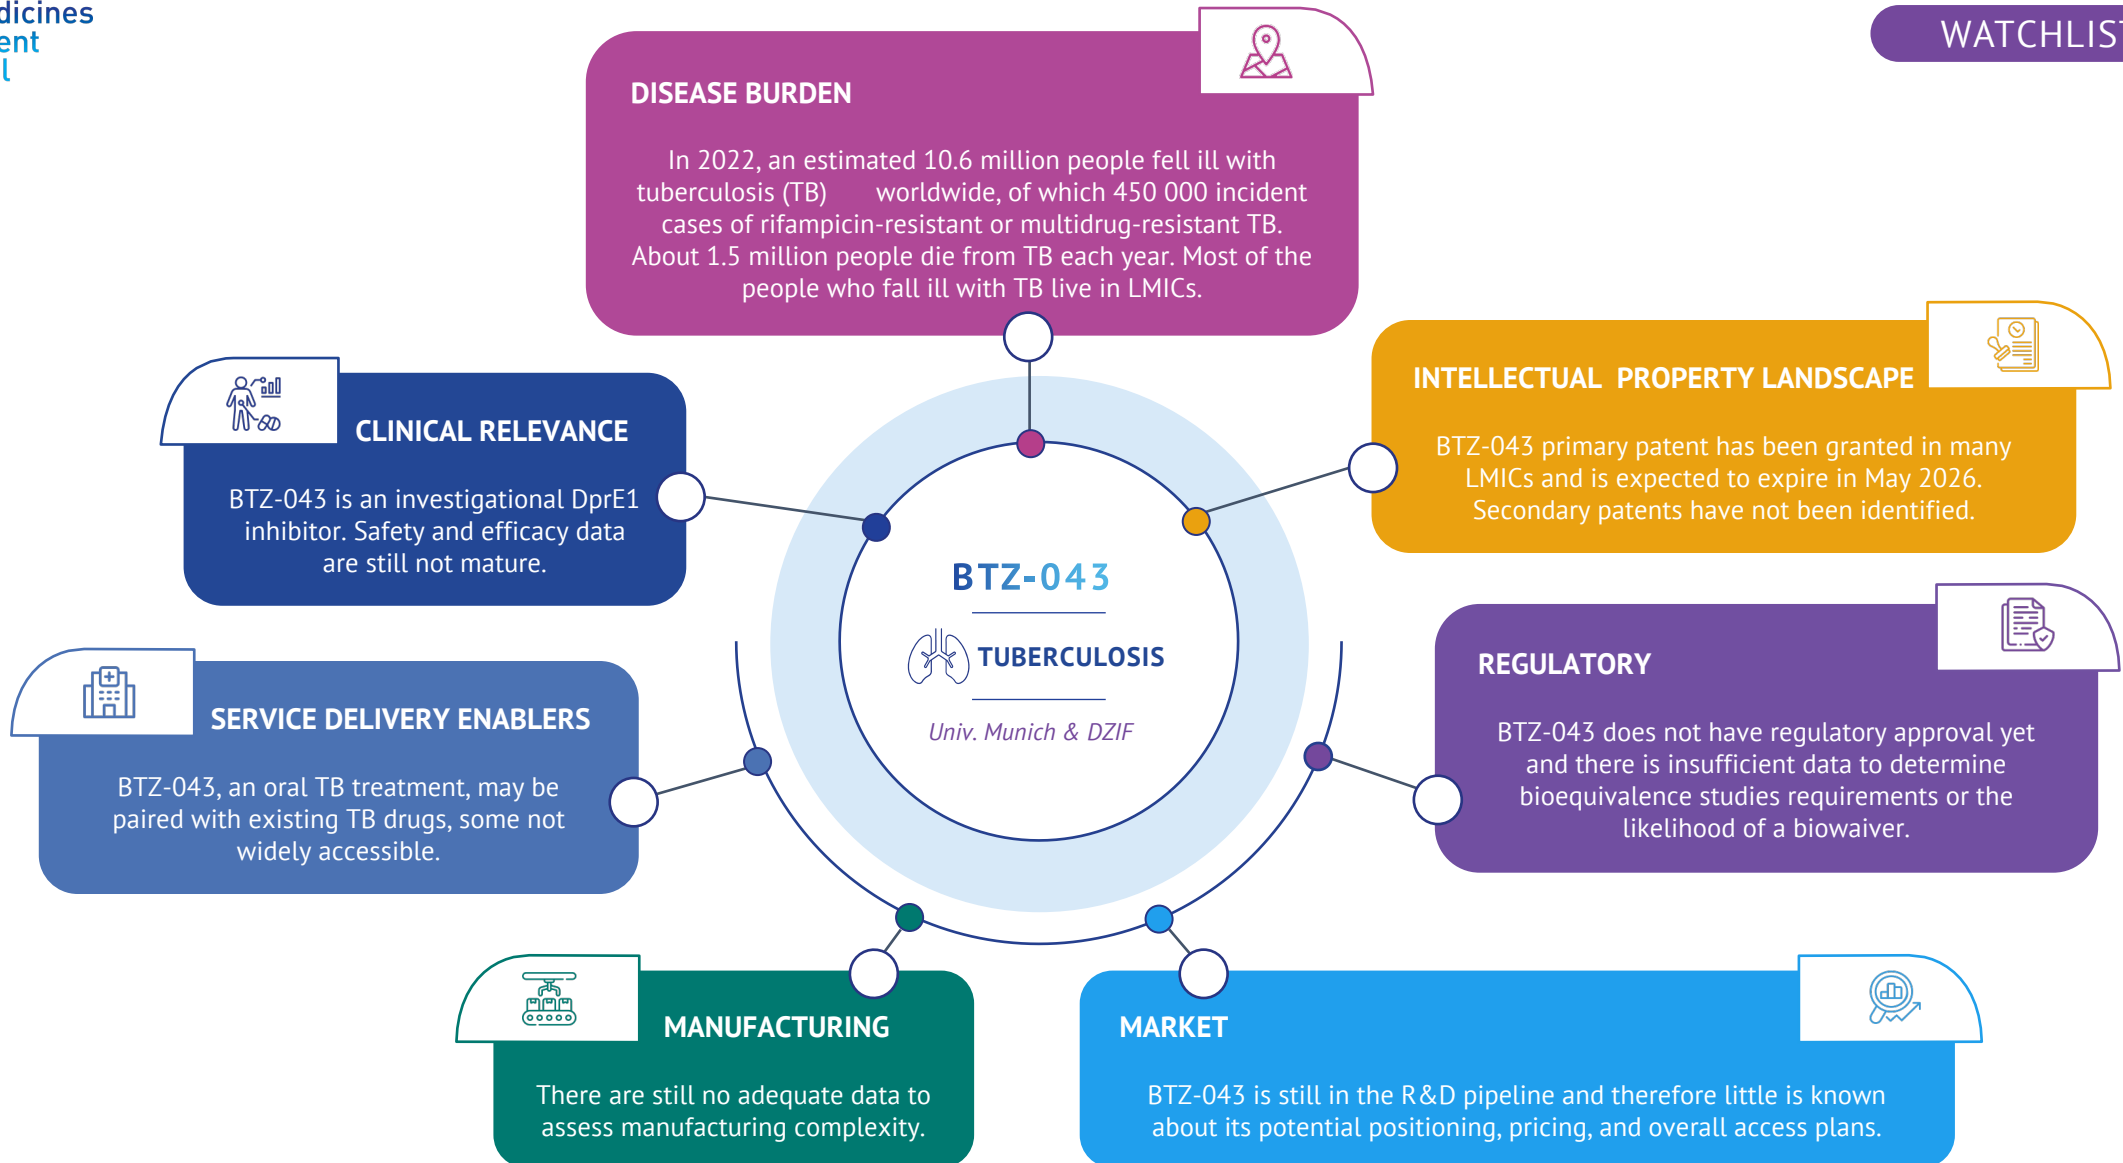 DISEASE BURDEN
In 2022, an estimated 10.6 million people fell ill with
tuberculosis (TB) worldwide, of which 450 000 incident
cases of rifampicin-resistant or multidrug-resistant TB.
About 1.5 million people die from TB each year. Most of the
people who fall ill with TB live in LMICs.
INTELLECTUAL PROPERTY LANDSCAPE
BTZ-043 primary patent has been granted in many
LMICs and is expected to expire in May 2026.
Secondary patents have not been identified.
CLINICAL RELEVANCE
BTZ-043 is an investigational DprE1
inhibitor. Safety and efficacy data
are still not mature.
BTZ-043
TUBERCULOSIS
Univ. Munich & DZIF
REGULATORY
BTZ-043 does not have regulatory approval yet
and there is insufficient data to determine
bioequivalence studies requirements or the
likelihood of a biowaiver.
SERVICE DELIVERY ENABLERS
BTZ-043, an oral TB treatment, may be
paired with existing TB drugs, some not
widely accessible.
MANUFACTURING
There are still no adequate data to
assess manufacturing complexity.
MARKET
BTZ-043 is still in the R&D pipeline and therefore little is known
about its potential positioning, pricing, and overall access plans.